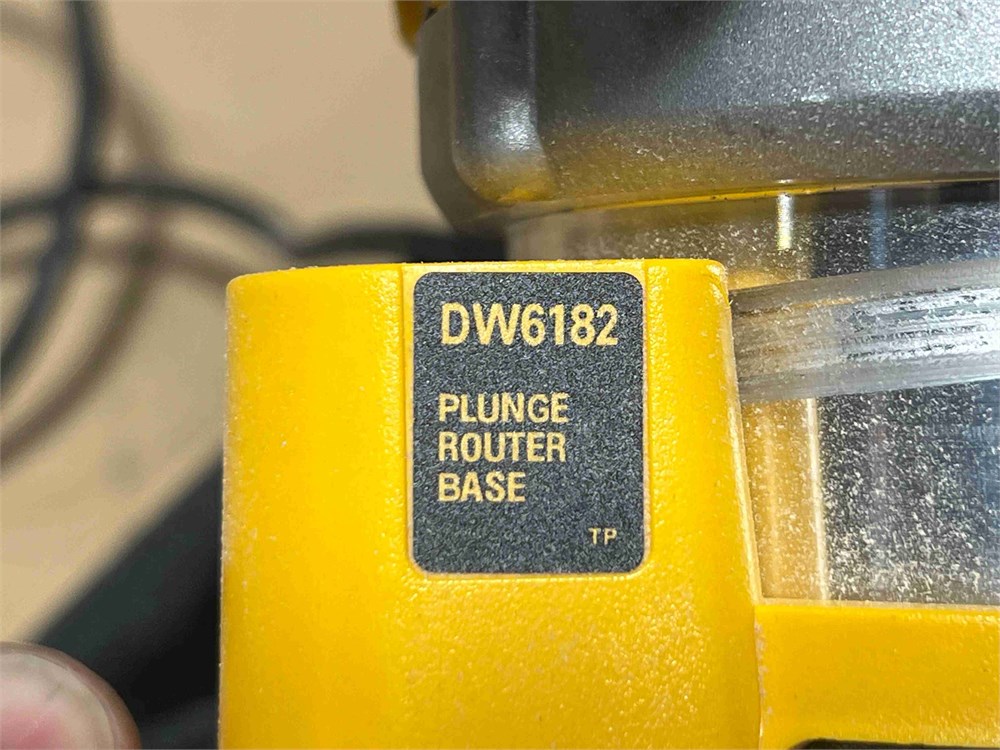 DW6182
PLUNGE
ROUTER
BASE
TP